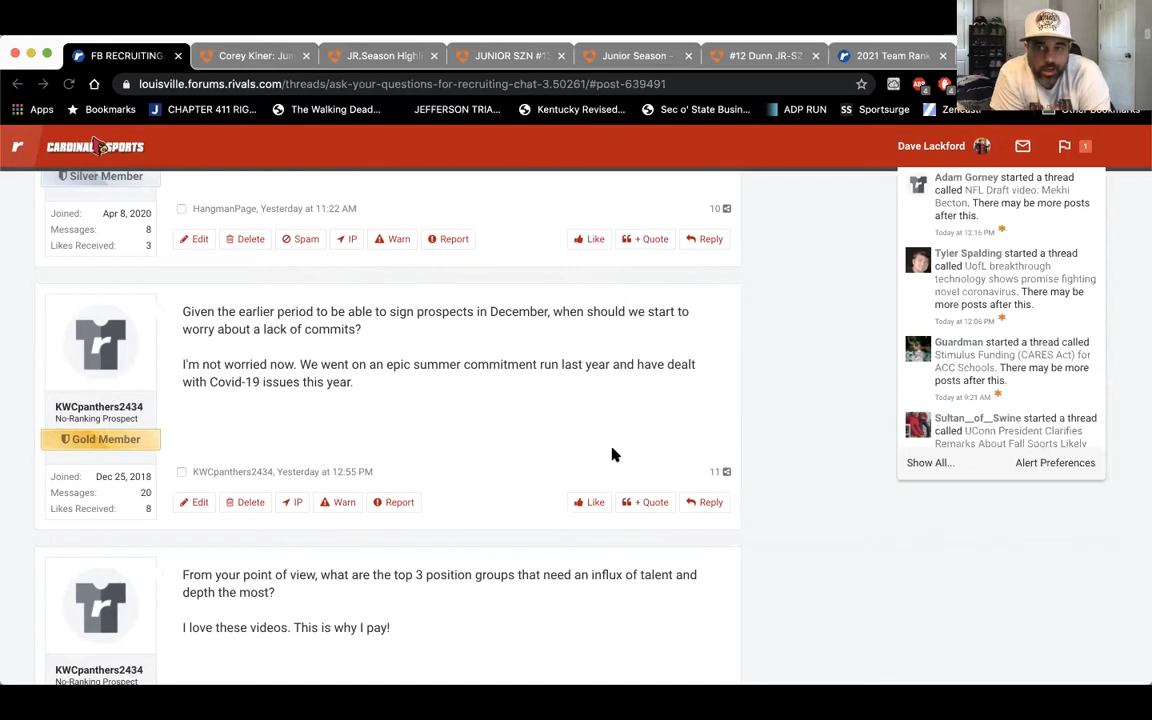 FB RECRUITING:
Corey Kiner: Jun
JR.Season Highli
JUNIOR SZN #1
Junior Season -
#12 Dunn JR-SZ
2021 Team Rank
louisville.forums.rivals.com/threads/ask-your-questions-for-recruiting-chat-3.50261/#post-639491
Apps
Bookmarks
CHAPTER 411 RIG...
The Walking Dead...
JEFFERSON TRIA...
Kentucky Revised...
Sec o' State Busin...
ADP RUN
SS Sportsurge
Zencast
Other Bookmarks
r CARDINAL SPORTS
Dave Lackford
1
Silver Member
Joined: Apr 8, 2020
Messages: 8
Likes Received: 3
HangmanPage, Yesterday at 11:22 AM
10
Edit Delete Spam IP Warn Report
Like + Quote Reply
Given the earlier period to be able to sign prospects in December, when should we start to
worry about a lack of commits?
I'm not worried now. We went on an epic summer commitment run last year and have dealt
with Covid-19 issues this year.
KWCpanthers2434
No-Ranking Prospect
Gold Member
Joined: Dec 25, 2018
Messages: 20
Likes Received: 8
KWCpanthers2434, Yesterday at 12:55 PM
11
Edit Delete IP Warn Report
Like + Quote Reply
From your point of view, what are the top 3 position groups that need an influx of talent and
depth the most?
I love these videos. This is why I pay!
KWCpanthers2434
No-Ranking Prospect
Adam Gorney started a thread
called NFL Draft video: Mekhi
Becton. There may be more posts
after this.
Today at 12:16 PM
Tyler Spalding started a thread
called UofL breakthrough
technology shows promise fighting
novel coronavirus. There may be
more posts after this.
Today at 12:06 PM
Guardman started a thread called
Stimulus Funding (CARES Act) for
ACC Schools. There may be more
posts after this.
Today at 9:21 AM
Sultan__of__Swine started a thread
called UConn President Clarifies
Remarks About Fall Sports Likely
Show All...
Alert Preferences